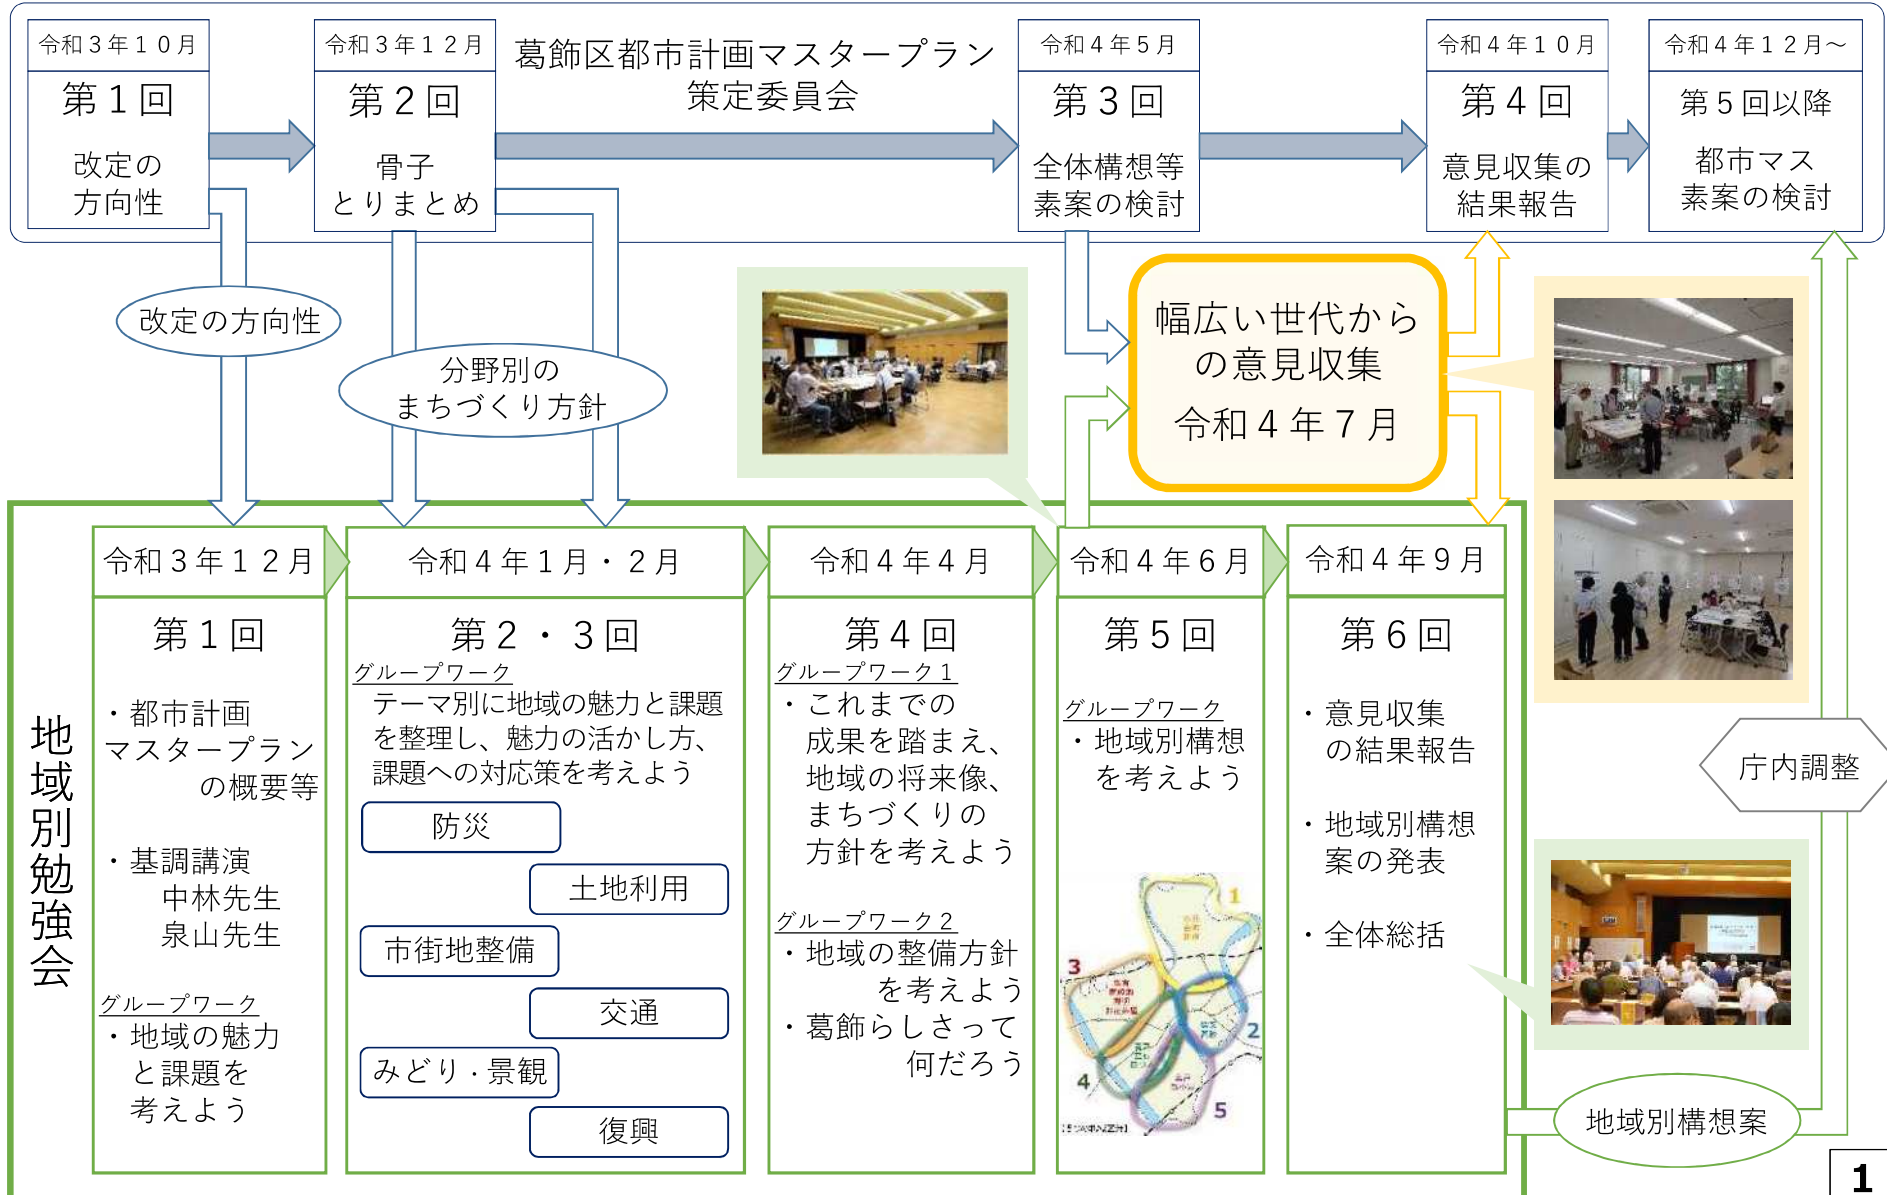 令和３年１０月
第１回
改定の
方向性
令和３年１２月
第２回
骨子
とりまとめ
葛飾区都市計画マスタープラン
策定委員会
令和４年５月
第３回
全体構想等
素案の検討
令和４年１０月
第４回
意見収集の
結果報告
令和４年１２月～
第５回以降
都市マス
素案の検討
改定の方向性
分野別の
まちづくり方針
幅広い世代から
の意見収集
令和４年７月
地域別勉強会
令和３年１２月
第１回
・都市計画
マスタープラン
の概要等
・基調講演
中林先生
泉山先生
グループワーク
・地域の魅力
と課題を
考えよう
令和４年１月・２月
第２・３回
グループワーク
テーマ別に地域の魅力と課題
を整理し、魅力の活かし方、
課題への対応策を考えよう
防災
土地利用
市街地整備
交通
みどり・景観
復興
令和４年４月
第４回
グループワーク１
・これまでの
成果を踏まえ、
地域の将来像、
まちづくりの
方針を考えよう
グループワーク２
・地域の整備方針
を考えよう
・葛飾らしさって
何だろう
令和４年６月
第５回
グループワーク
・地域別構想
を考えよう
1
2
3
4
5
令和４年９月
第６回
・意見収集
の結果報告
・地域別構想
案の発表
・全体総括
庁内調整
地域別構想案
1